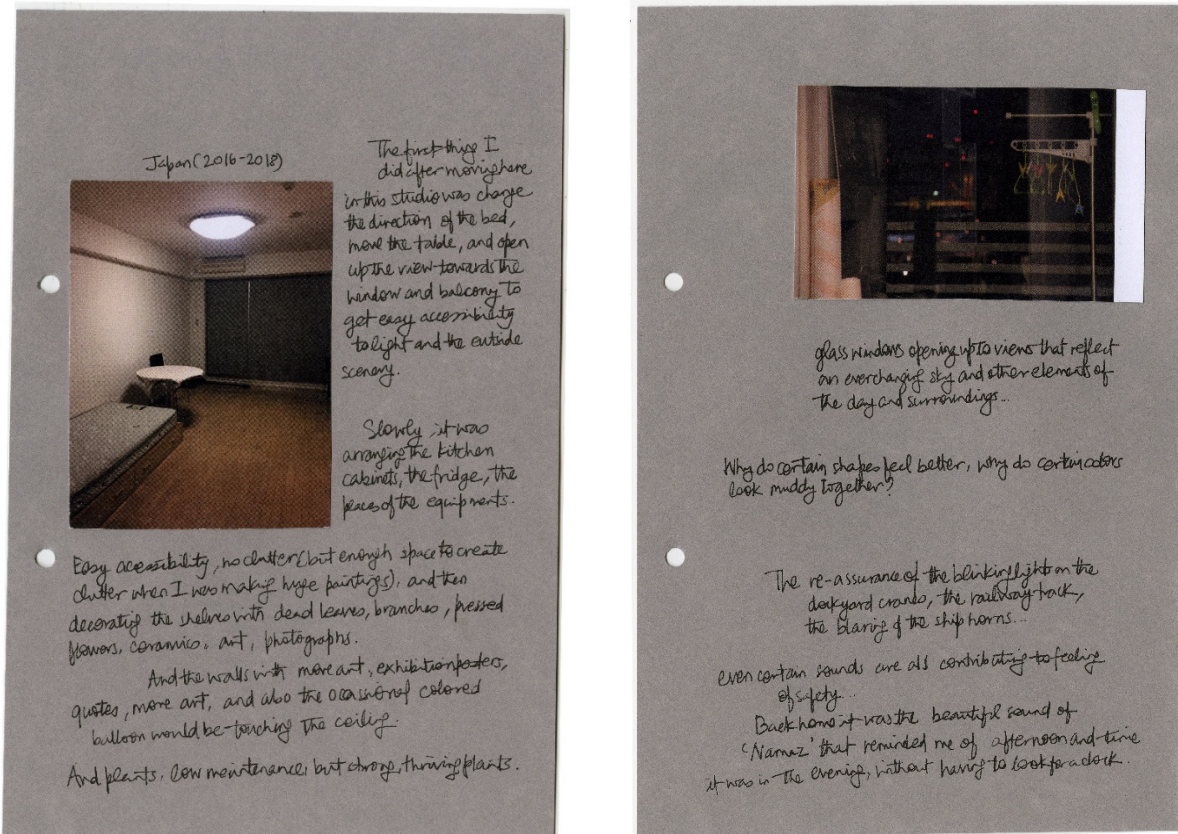 Japan (2016-2018)
The first thing I
did after moving here
in this studio was change
the direction of the bed,
move the table, and open
up the view towards the
window and balcony to
get easy accessibility
to light and the outside
scenery.
Slowly, it was
arranging the kitchen
cabinets, the fridge, the
places of the equipments.
Easy accessibility, no clutter (but enough space to create
clutter when I was making huge paintings), and then
decorating the shelves with dead leaves, branches, pressed
flowers, ceramics, art, photographs.
And the walls with more art, exhibition posters,
quotes, more art, and also the occasional colored
balloon would be touching the ceiling.
And plants, low maintenance, but strong, thriving plants.
glass windows opening up to views that reflect
an everchanging sky and other elements of
the day and surroundings...
Why do certain shapes feel better, why do certain colors
look muddy together?
The re-assurance of the blinking light on the
dockyard cranes, the railway track,
the blaring of the ship horns...
even certain sounds are also contributing to feeling
of safety...
Back home it was the beautiful sound of
'Namaz' that reminded me of afternoon and time
it was in the evening, without having to look for a clock.